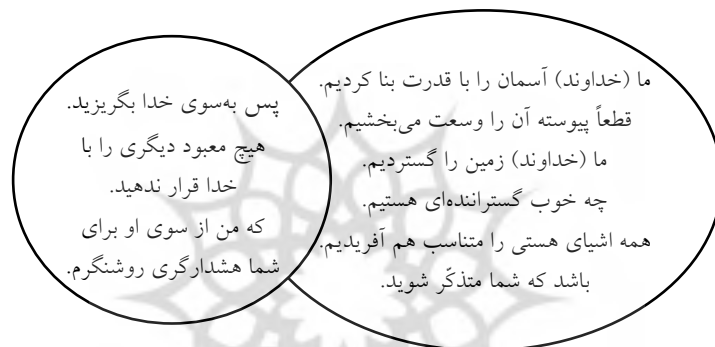 ما (خداوند) آسمان را با قدرت بنا کردیم.
قطعاً پیوسته آن را وسعت می‌بخشیم.
ما (خداوند) زمین را گستردیم.
چه خوب گستراننده‌ای هستیم.
همه اشیای هستی را متناسب هم آفریدیم.
باشد که شما متذکّر شوید.
پس به‌سوی خدا بگریزید.
هیچ معبود دیگری را با
خدا قرار ندهید.
که من از سوی او برای
شما هشدارگری روشنگرم.